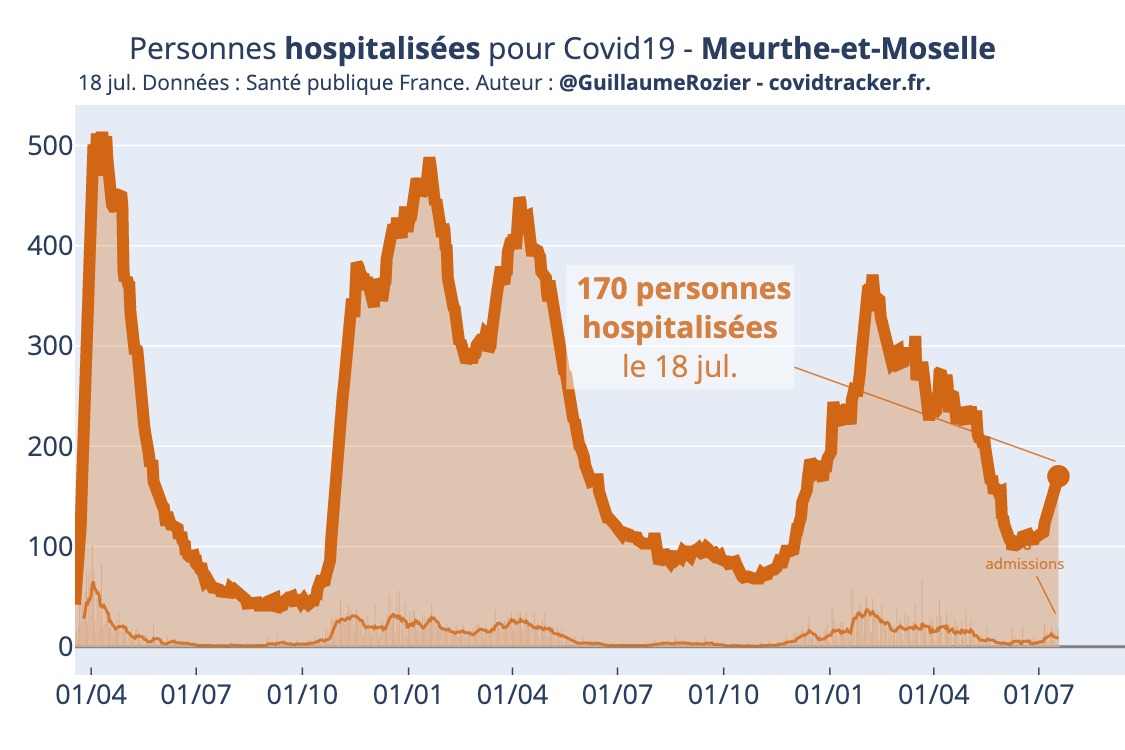 Personnes hospitalisées pour Covid19 - Meurthe-et-Moselle
18 jul. Données : Santé publique France. Auteur : @GuillaumeRozier - covidtracker.fr.
500
400
300
200
100
0
170 personnes
hospitalisées
le 18 jul.
admissions
01/04 01/07 01/10 01/01 01/04 01/07 01/10 01/01 01/04 01/07